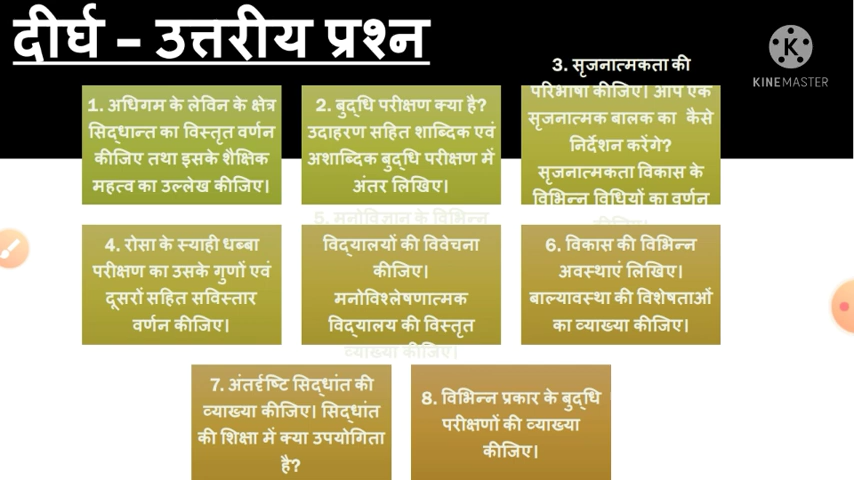 दीर्घ – उत्तरीय प्रश्न
KINEMASTER
1. अधिगम के लेविन के क्षेत्र
सिद्धान्त का विस्तृत वर्णन
कीजिए तथा इसके शैक्षिक
महत्व का उल्लेख कीजिए।
2. बुद्धि परीक्षण क्या है?
उदाहरण सहित शाब्दिक एवं
अशाब्दिक बुद्धि परीक्षण में
अंतर लिखिए।
3. सृजनात्मकता की
परिभाषा कीजिए। आप एक
सृजनात्मक बालक का कैसे
निर्देशन करेंगे?
सृजनात्मकता विकास के
विभिन्न विधियों का वर्णन
कीजिए।
4. रोसा के स्याही धब्बा
परीक्षण का उसके गुणों एवं
दूसरों सहित सविस्तार
वर्णन कीजिए।
5. मनोविज्ञान के विभिन्न
विद्यालयों की विवेचना
कीजिए।
मनोविश्लेषणात्मक
विद्यालय की विस्तृत
व्याख्या कीजिए।
6. विकास की विभिन्न
अवस्थाएं लिखिए।
बाल्यावस्था की विशेषताओं
का व्याख्या कीजिए।
7. अंतर्दृष्टि सिद्धांत की
व्याख्या कीजिए। सिद्धांत
की शिक्षा में क्या उपयोगिता
है?
8. विभिन्न प्रकार के बुद्धि
परीक्षणों की व्याख्या
कीजिए।